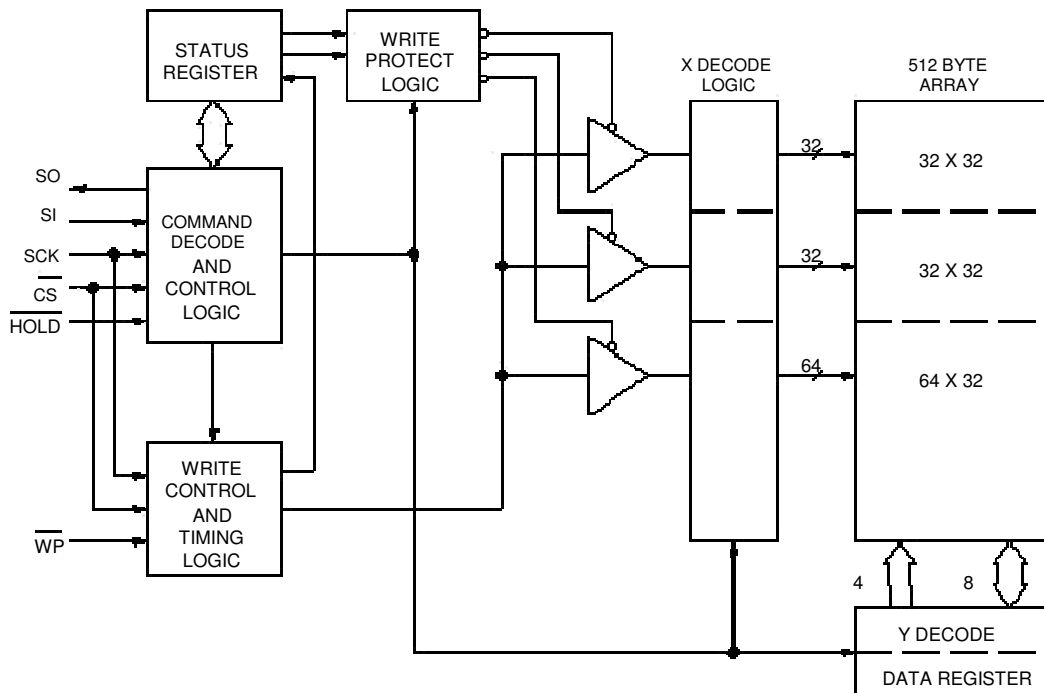 STATUS
REGISTER
WRITE
PROTECT
LOGIC
X DECODE
LOGIC
512 BYTE
ARRAY
SO
SI
SCK
CS
HOLD
COMMAND
DECODE
AND
CONTROL
LOGIC
32
32 X 32
32
32 X 32
64
64 X 32
WRITE
CONTROL
AND
TIMING
LOGIC
WP
4
8
Y DECODE
DATA REGISTER